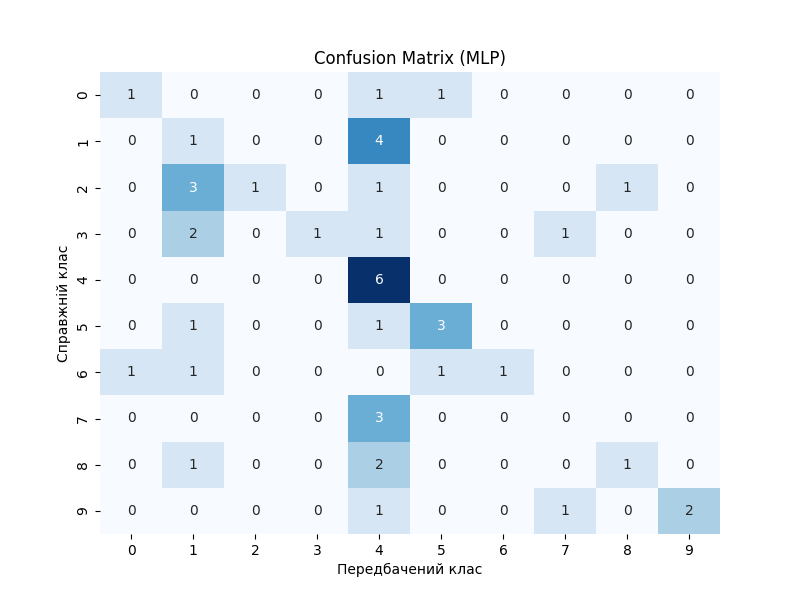 Confusion Matrix (MLP)
0 1 0 0 0 1 1 0 0 0 0
1 0 1 0 0 4 0 0 0 0 0
2 0 3 1 0 1 0 0 0 1 0
3 0 2 0 1 1 0 0 1 0 0
4 0 0 0 0 6 0 0 0 0 0
5 0 1 0 0 1 3 0 0 0 0
6 1 1 0 0 0 1 1 0 0 0
7 0 0 0 0 3 0 0 0 0 0
8 0 1 0 0 2 0 0 0 1 0
9 0 0 0 0 1 0 0 1 0 2
0 1 2 3 4 5 6 7 8 9
Передбачений клас
Справжній клас